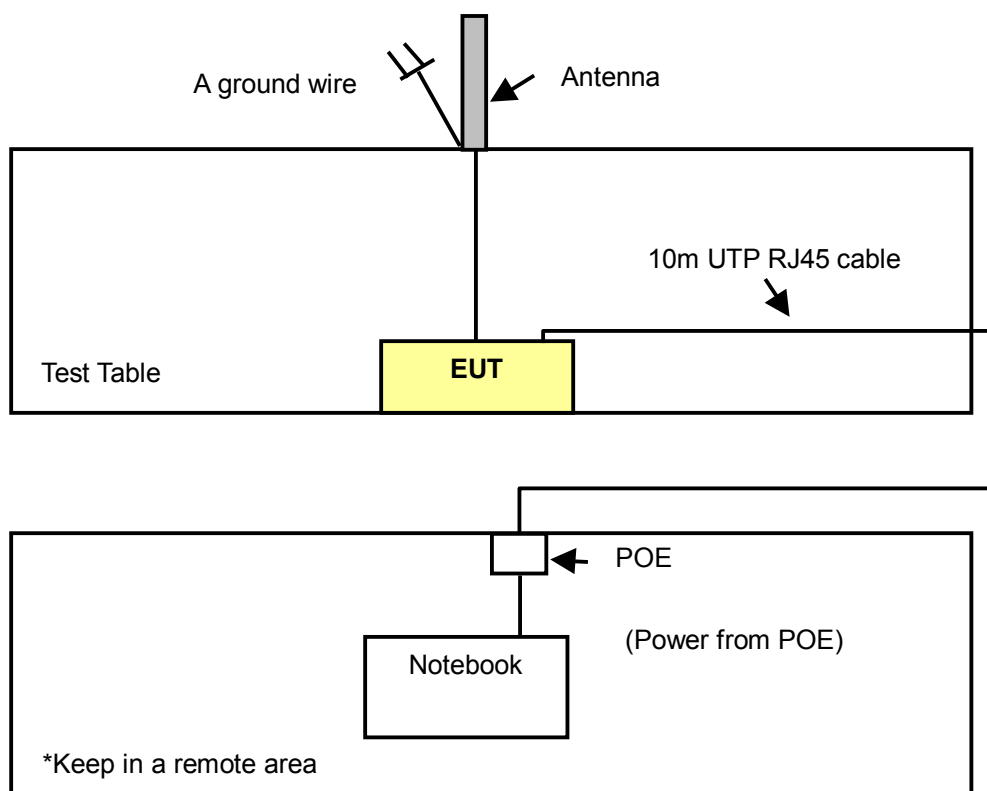 A ground wire
Antenna
10m UTP RJ45 cable
EUT
Test Table
POE
(Power from POE)
Notebook
*Keep in a remote area